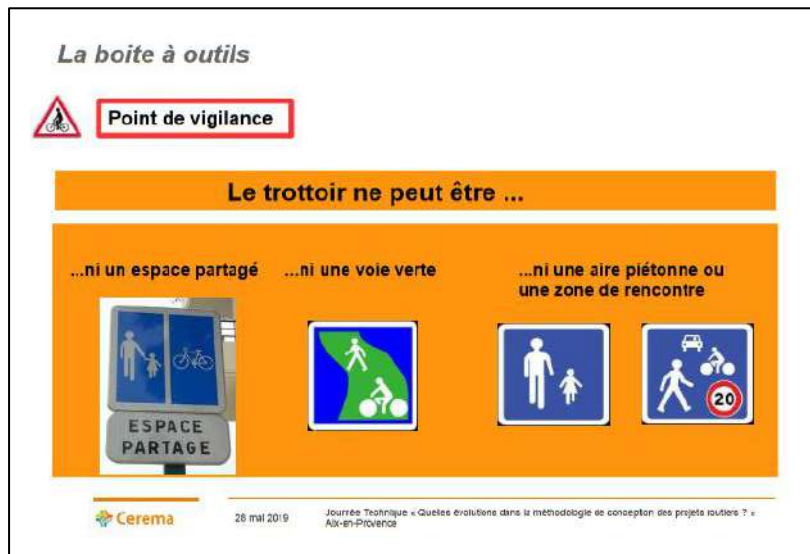 La boite à outils
Point de vigilance
Le trottoir ne peut être ...
...ni un espace partagé
...ni une voie verte
...ni une aire piétonne ou
une zone de rencontre
ESPACE
PARTAGE
20
Cerema
28 mai 2019
Journée Technique « Quelles évolutions dans la méthodologie de conception des projets routiers ? »
Aix-en-Provence